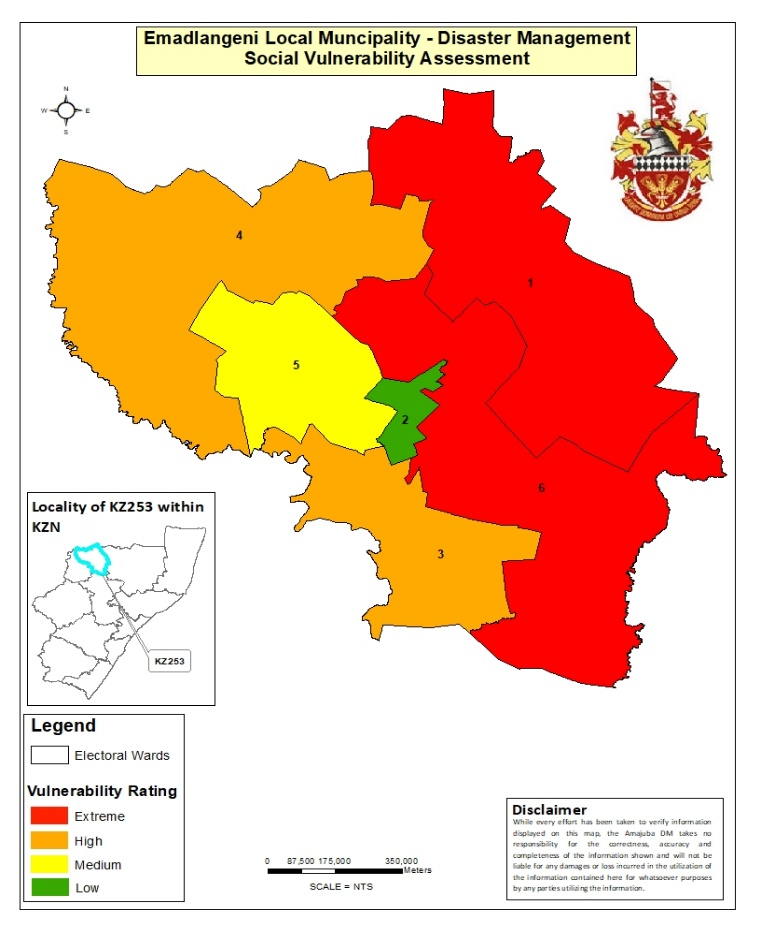 Emadlangeni Local Muncipality - Disaster Management
Social Vulnerability Assessment
N
W
E
S
4
1
5
2
6
3
Locality of KZ253 within
KZN
KZ253
Legend
Electoral Wards
Vulnerability Rating
Extreme
High
Medium
Low
0 87,500 175,000 350,000
Meters
SCALE = NTS
Disclaimer
While every effort has been taken to verify information
displayed on this map, the Amajuba DM takes no
responsibility for the correctness, accuracy and
completeness of the information shown and will not be
liable for any damages or loss incurred in the utilization of
the information contained here for whatsoever purposes
by any parties utilizing the information.